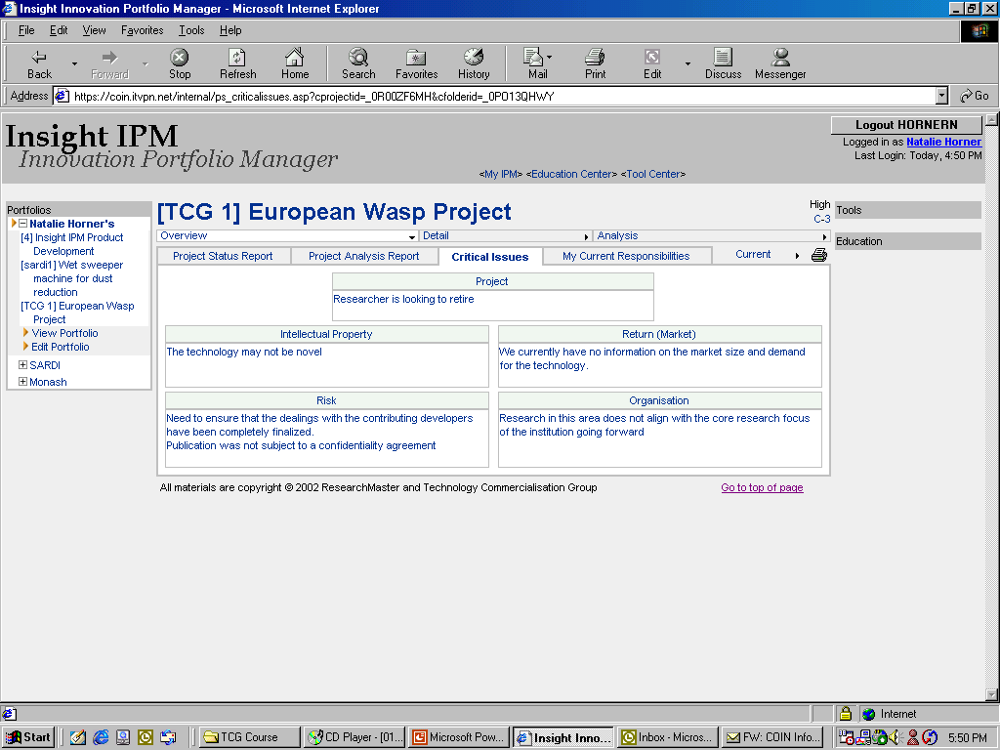 Insight Innovation Portfolio Manager - Microsoft Internet Explorer
File Edit View Favorites Tools Help
Back Forward Stop Refresh Home Search Favorites History Mail Print Edit Discuss Messenger
Address https://coin.itvpn.net/internal/ps_criticalissues.asp?cprojectid=_0R00ZF6MH&cfolderid=_0PO13QHWY Go
Insight IPM
Innovation Portfolio Manager
Logout HORNERN
Logged in as Natalie Horner
Last Login: Today, 4:50 PM
<My IPM> <Education Center> <Tool Center>
Portfolios
Natalie Horner's
[4] Insight IPM Product
Development
[sardi1] Wet sweeper
machine for dust
reduction
[TCG 1] European Wasp
Project
View Portfolio
Edit Portfolio
SARDI
Monash
[TCG 1] European Wasp Project
High
C-3
Overview Detail Analysis
Project Status Report Project Analysis Report Critical Issues My Current Responsibilities Current
Project
Researcher is looking to retire
Intellectual Property
The technology may not be novel
Return (Market)
We currently have no information on the market size and demand
for the technology.
Risk
Need to ensure that the dealings with the contributing developers
have been completely finalized.
Publication was not subject to a confidentiality agreement
Organisation
Research in this area does not align with the core research focus
of the institution going forward
All materials are copyright © 2002 ResearchMaster and Technology Commercialisation Group
Go to top of page
Tools
Education
Internet
Start TCG Course CD Player - [01... Microsoft Pow... Insight Inno... Inbox - Micros... FW: COIN Info... 5:50 PM